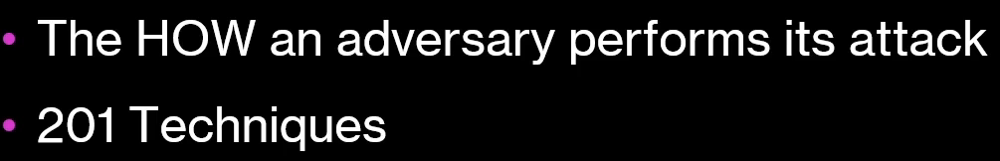 • The HOW an adversary performs its attack
• 201 Techniques